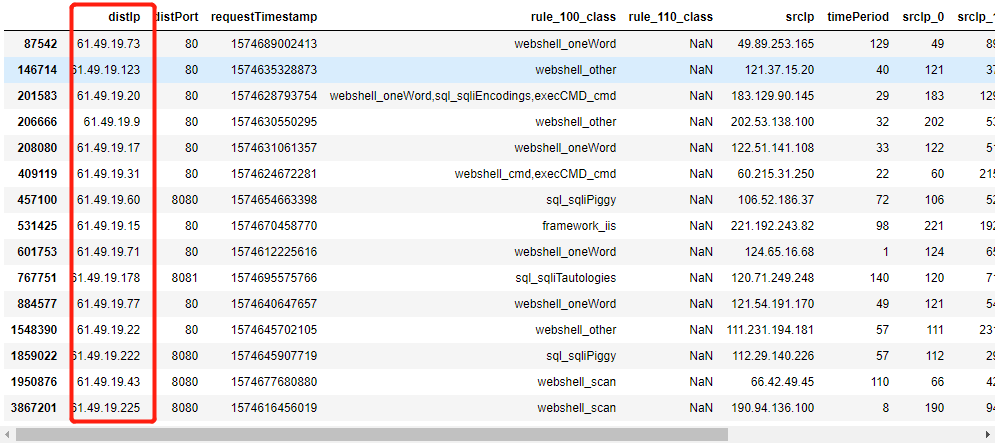 distIp distPort requestTimestamp rule_100_class rule_110_class srcIp timePeriod srcIp_0 srcIp_1
87542 61.49.19.73 80 1574689002413 webshell_oneWord NaN 49.89.253.165 129 49 89
146714 61.49.19.123 80 1574635328873 webshell_other NaN 121.37.15.20 40 121 37
201583 61.49.19.20 80 1574628793754 webshell_oneWord,sql_sqliEncodings,execCMD_cmd NaN 183.129.90.145 29 183 129
206666 61.49.19.9 80 1574630550295 webshell_other NaN 202.53.138.100 32 202 53
208080 61.49.19.17 80 1574631061357 webshell_oneWord NaN 122.51.141.108 33 122 51
409119 61.49.19.31 80 1574624672281 webshell_cmd,execCMD_cmd NaN 60.215.31.250 22 60 215
457100 61.49.19.60 8080 1574654663398 sql_sqliPiggy NaN 106.52.186.37 72 106 52
531425 61.49.19.15 80 1574670458770 framework_iis NaN 221.192.243.82 98 221 192
601753 61.49.19.71 80 1574612225616 webshell_oneWord NaN 124.65.16.68 1 124 65
767751 61.49.19.178 8081 1574695575766 sql_sqliTautologies NaN 120.71.249.248 140 120 71
884577 61.49.19.77 80 1574640647657 webshell_oneWord NaN 121.54.191.170 49 121 54
1548390 61.49.19.22 80 1574645702105 webshell_other NaN 111.231.194.181 57 111 231
1859022 61.49.19.222 8080 1574645907719 sql_sqliPiggy NaN 112.29.140.226 57 112 29
1950876 61.49.19.43 8080 1574677680880 webshell_scan NaN 66.42.49.45 110 66 42
3867201 61.49.19.225 8080 1574616456019 webshell_scan NaN 190.94.136.100 8 190 94